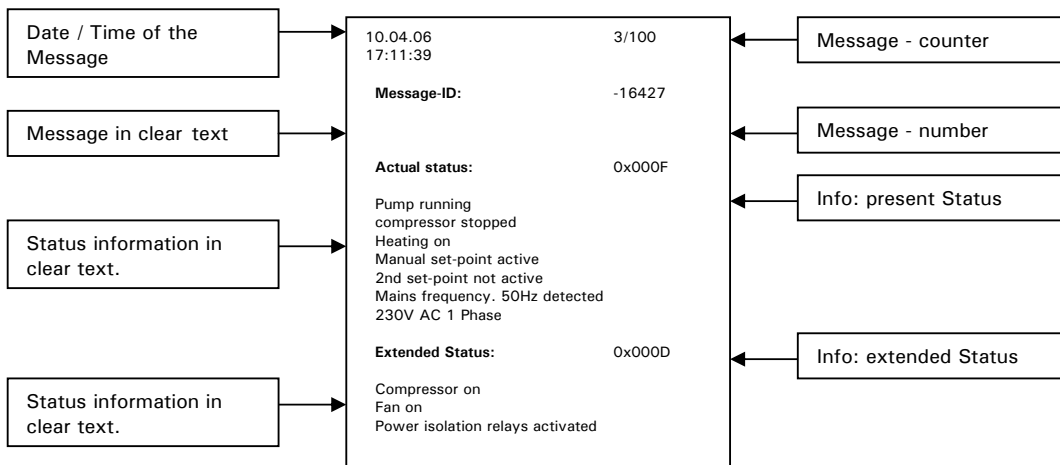 Date / Time of the
Message
Message in clear text
Status information in
clear text.
Status information in
clear text.
10.04.06 3/100
17:11:39
Message-ID: -16427
Actual status: 0x000F
Pump running
compressor stopped
Heating on
Manual set-point active
2nd set-point not active
Mains frequency. 50Hz detected
230V AC 1 Phase
Extended Status: 0x000D
Compressor on
Fan on
Power isolation relays activated
Message - counter
Message - number
Info: present Status
Info: extended Status